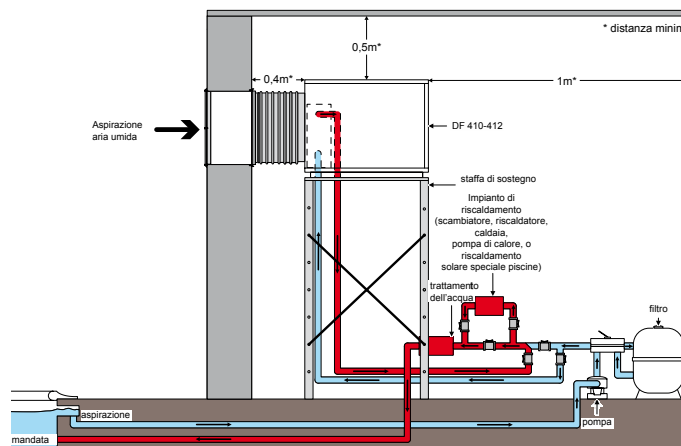 * distanza minim
0,5m*
0,4m*
1m*
Aspirazione
aria umida
DF 410-412
staffa di sostegno
Impianto di
riscaldamento
(scambiatore, riscaldatore,
caldaia,
pompa di calore, o
riscaldamento
solare speciale piscine)
trattamento
dell'acqua
filtro
aspirazione
pompa
mandata